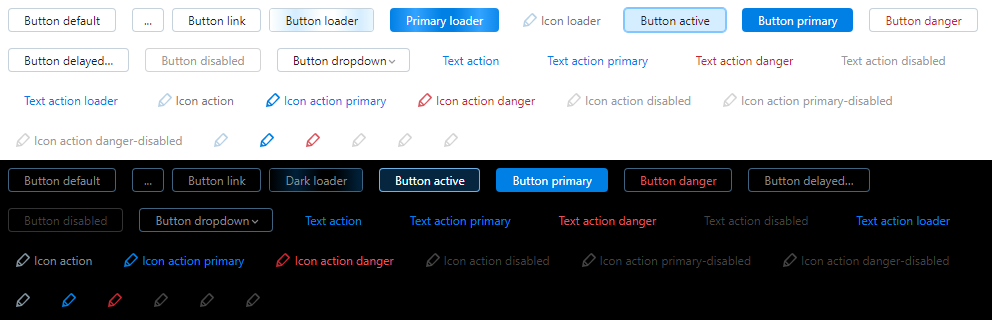 Button default ... Button link Button loader Primary loader Icon loader Button active Button primary Button danger
Button delayed... Button disabled Button dropdown Text action Text action primary Text action danger Text action disabled
Text action loader Icon action Icon action primary Icon action danger Icon action disabled Icon action primary-disabled
Icon action danger-disabled
Button default ... Button link Dark loader Button active Button primary Button danger Button delayed...
Button disabled Button dropdown Text action Text action primary Text action danger Text action disabled Text action loader
Icon action Icon action primary Icon action danger Icon action disabled Icon action primary-disabled Icon action danger-disabled